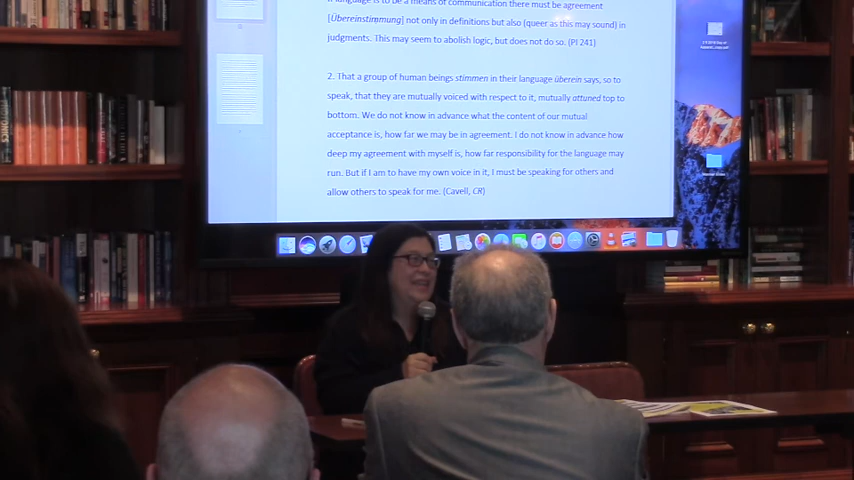 if language is to be a means of communication there must be agreement
[Übereinstimmung] not only in definitions but also (queer as this may sound) in
judgments. This may seem to abolish logic, but does not do so. (PI 241)
2. That a group of human beings stimmen in their language überein says, so to
speak, that they are mutually voiced with respect to it, mutually attuned top to
bottom. We do not know in advance what the content of our mutual
acceptance is, how far we may be in agreement. I do not know in advance how
deep my agreement with myself is, how far responsibility for the language may
run. But if I am to have my own voice in it, I must be speaking for others and
allow others to speak for me. (Cavell, CR)